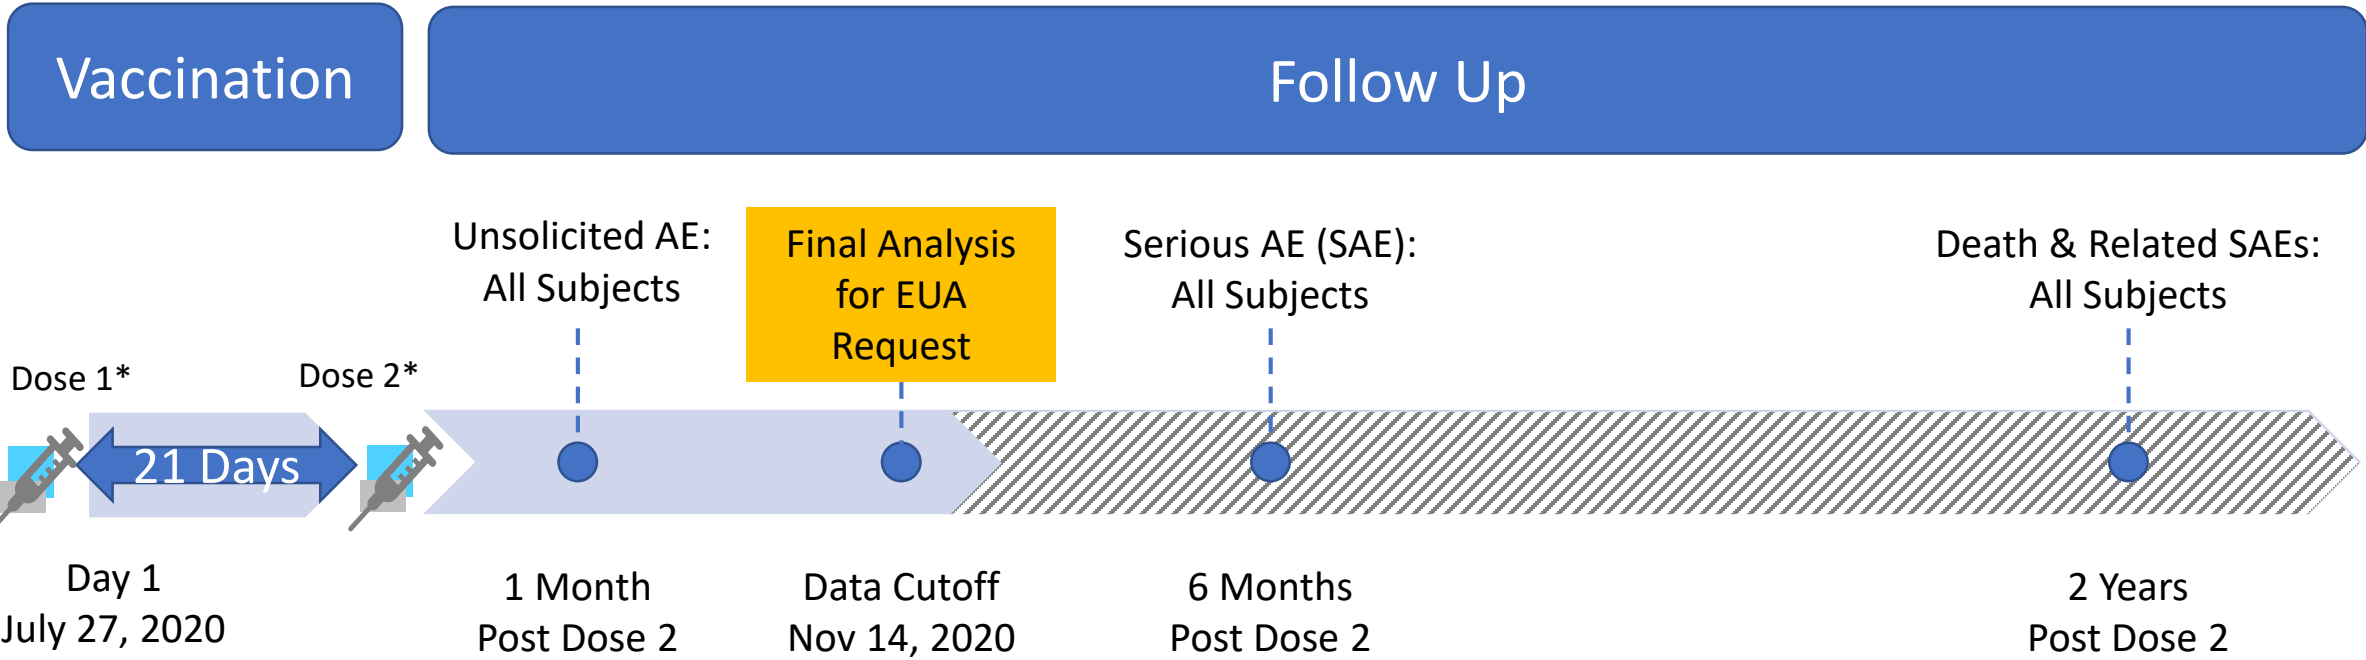 Vaccination
Follow Up
Unsolicited AE:
All Subjects
Final Analysis
for EUA
Request
Serious AE (SAE):
All Subjects
Death & Related SAEs:
All Subjects
Dose 1*
Dose 2*
21 Days
Day 1
July 27, 2020
1 Month
Post Dose 2
Data Cutoff
Nov 14, 2020
6 Months
Post Dose 2
2 Years
Post Dose 2